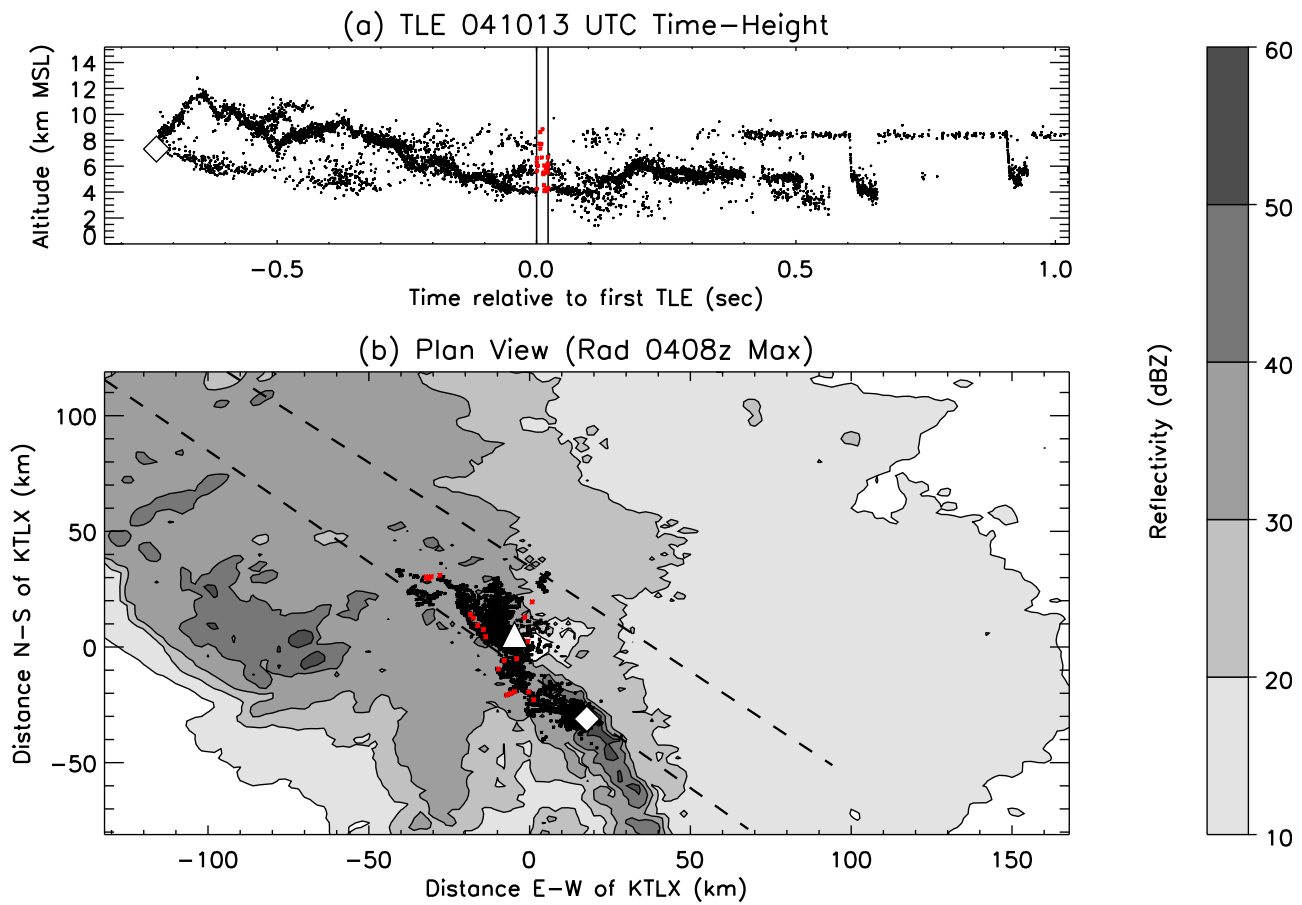 (a) TLE 041013 UTC Time-Height
Altitude (km MSL)
14
12
10
8
6
4
2
0
-0.5 0.0 0.5 1.0
Time relative to first TLE (sec)
(b) Plan View (Rad 0408z Max)
Distance N-S of KTLX (km)
100
50
0
-50
-100 -50 0 50 100 150
Distance E-W of KTLX (km)
Reflectivity (dBZ)
60
50
40
30
20
10